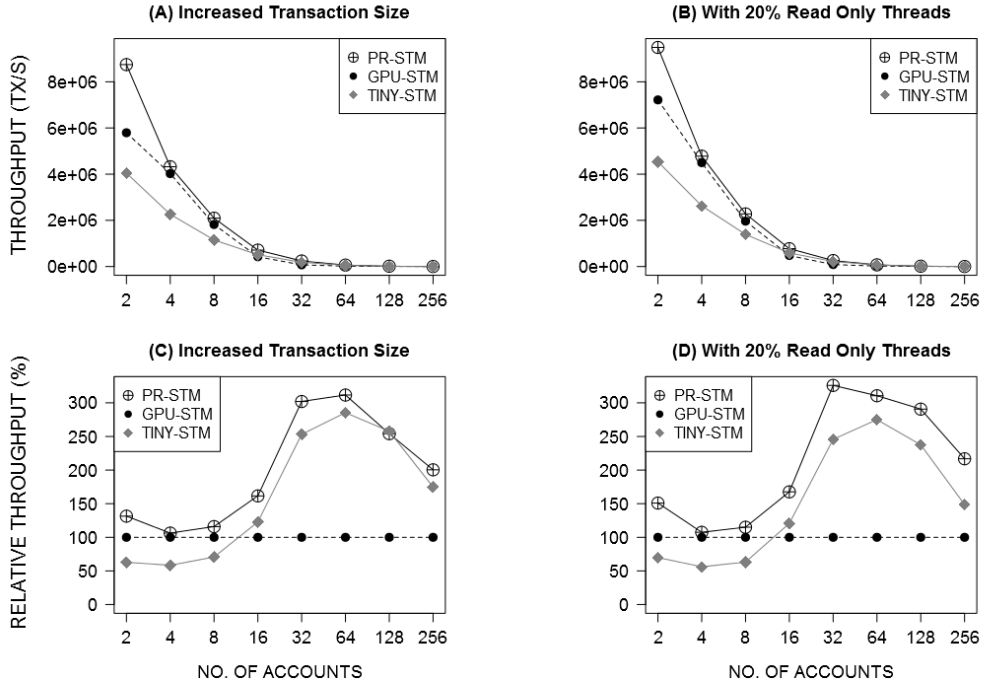 (A) Increased Transaction Size
THROUGHPUT (TX/S)
8e+06
6e+06
4e+06
2e+06
0e+00
PR-STM
GPU-STM
TINY-STM
2 4 8 16 32 64 128 256
(B) With 20% Read Only Threads
8e+06
6e+06
4e+06
2e+06
0e+00
PR-STM
GPU-STM
TINY-STM
2 4 8 16 32 64 128 256
(C) Increased Transaction Size
RELATIVE THROUGHPUT (%)
300
250
200
150
100
50
0
PR-STM
GPU-STM
TINY-STM
2 4 8 16 32 64 128 256
NO. OF ACCOUNTS
(D) With 20% Read Only Threads
300
250
200
150
100
50
0
PR-STM
GPU-STM
TINY-STM
2 4 8 16 32 64 128 256
NO. OF ACCOUNTS